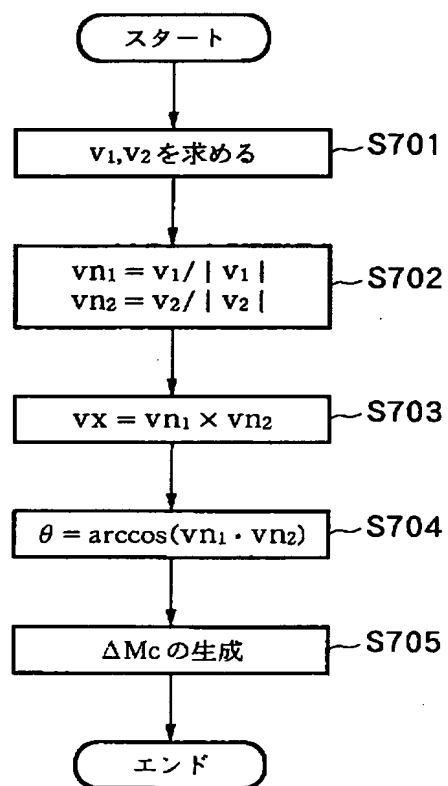 スタート
v₁,v₂を求める
S701
vn₁ = v₁/| v₁|
vn₂ = v₂/| v₂|
S702
vx = vn₁ × vn₂
S703
θ = arccos(vn₁・vn₂)
S704
ΔMcの生成
S705
エンド